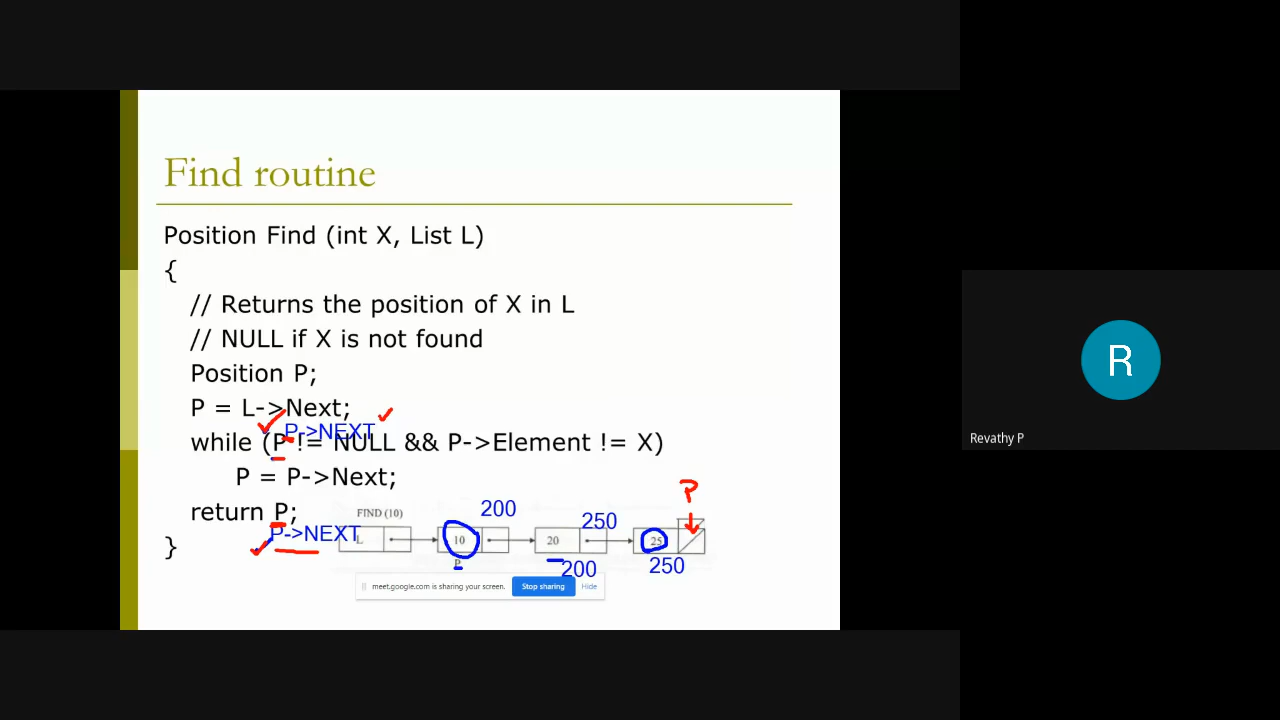 Find routine
Position Find (int X, List L)
{
// Returns the position of X in L
// NULL if X is not found
Position P;
P = L->Next;
P->NEXT
while (P != NULL && P->Element != X)
P = P->Next;
P
return P;
200
FIND (10)
250
P->NEXT
L
10
20
25
}
P
200
250
meet.google.com is sharing your screen.
Stop sharing
Hide
R
Revathy P